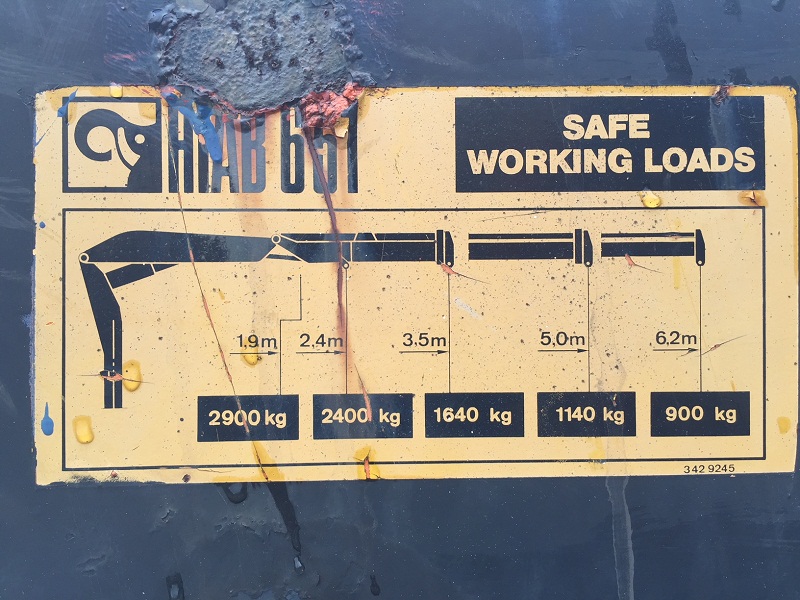 HIAB 661
SAFE
WORKING LOADS
1,9m 2,4m 3,5m 5,0m 6,2m
2900 kg 2400 kg 1640 kg 1140 kg 900 kg
342 9245